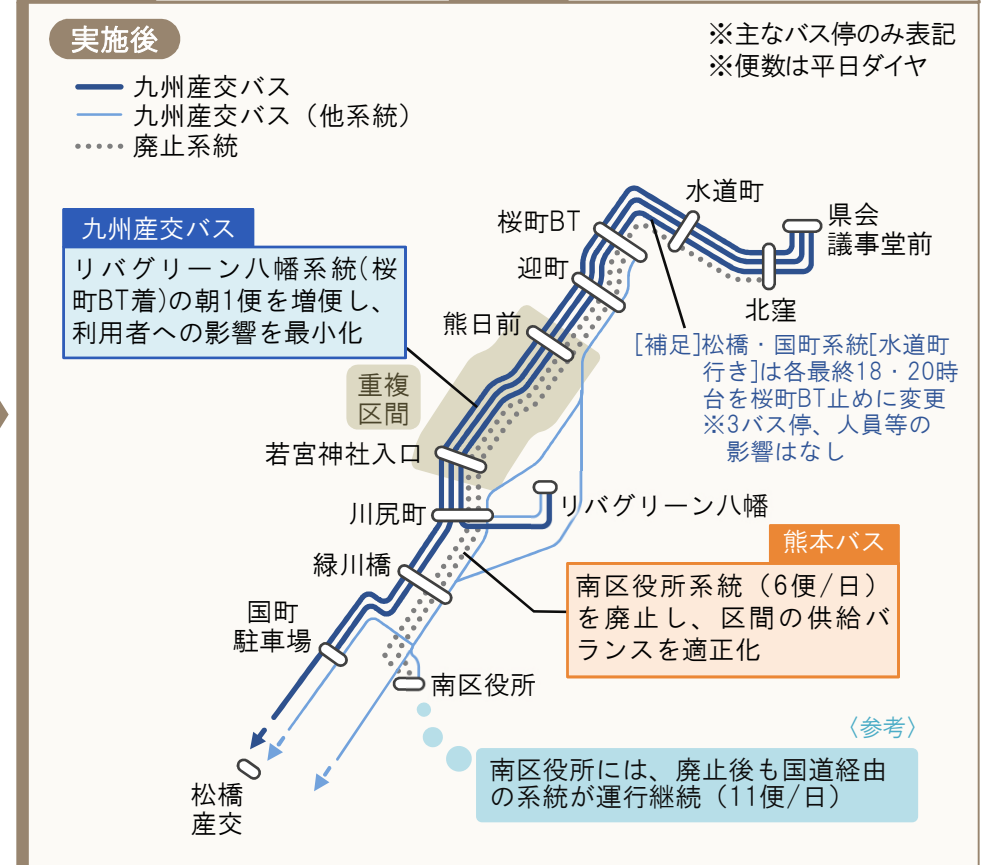 実施後
※主なバス停のみ表記
※便数は平日ダイヤ
九州産交バス
九州産交バス（他系統）
廃止系統
水道町
県会
議事堂前
桜町BT
北窪
迎町
熊日前
九州産交バス
リバグリーン八幡系統(桜
町BT着)の朝1便を増便し、
利用者への影響を最小化
[補足]松橋・国町系統[水道町
行き]は各最終18・20時
台を桜町BT止めに変更
※3バス停、人員等の
影響はなし
重複
区間
若宮神社入口
川尻町
リバグリーン八幡
緑川橋
熊本バス
南区役所系統（6便/日）
を廃止し、区間の供給バ
ランスを適正化
国町
駐車場
南区役所
〈参考〉
南区役所には、廃止後も国道経由
の系統が運行継続（11便/日）
松橋
産交